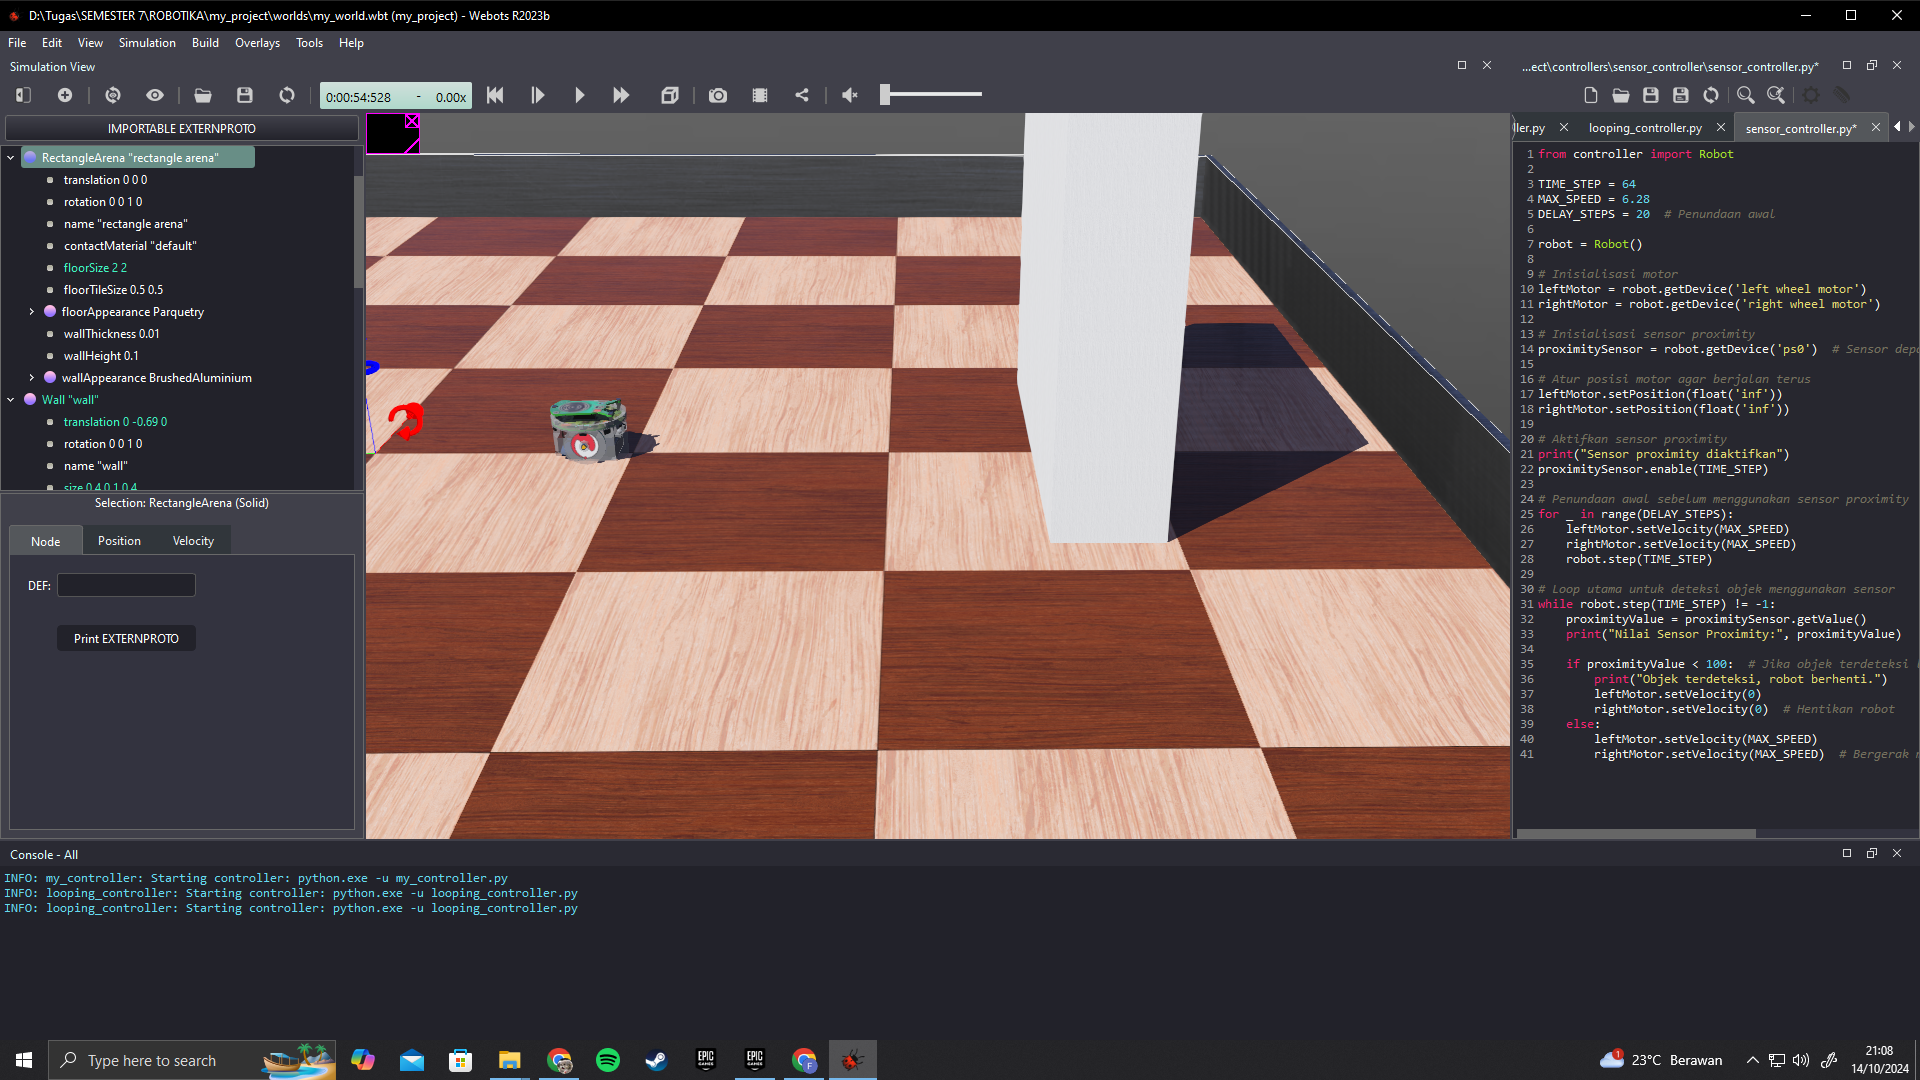 D:\Tugas\SEMESTER 7\ROBOTIKA\my_project\worlds\my_world.wbt (my_project) - Webots R2023b
File Edit View Simulation Build Overlays Tools Help
Simulation View
0:00:54:528 - 0.00x
IMPORTABLE EXTERNPROTO
RectangleArena "rectangle arena"
translation 0 0 0
rotation 0 0 1 0
name "rectangle arena"
contactMaterial "default"
floorSize 2 2
floorTileSize 0.5 0.5
floorAppearance Parquetry
wallThickness 0.01
wallHeight 0.1
wallAppearance BrushedAluminium
Wall "wall"
translation 0 -0.69 0
rotation 0 0 1 0
name "wall"
size 0.4 0.1 0.4
Selection: RectangleArena (Solid)
Node Position Velocity
DEF:
Print EXTERNPROTO
...ect\controllers\sensor_controller\sensor_controller.py*
ller.py looping_controller.py sensor_controller.py*
1 from controller import Robot
2
3 TIME_STEP = 64
4 MAX_SPEED = 6.28
5 DELAY_STEPS = 20 # Penundaan awal
6
7 robot = Robot()
8
9 # Inisialisasi motor
10 leftMotor = robot.getDevice('left wheel motor')
11 rightMotor = robot.getDevice('right wheel motor')
12
13 # Inisialisasi sensor proximity
14 proximitySensor = robot.getDevice('ps0') # Sensor depa
15
16 # Atur posisi motor agar berjalan terus
17 leftMotor.setPosition(float('inf'))
18 rightMotor.setPosition(float('inf'))
19
20 # Aktifkan sensor proximity
21 print("Sensor proximity diaktifkan")
22 proximitySensor.enable(TIME_STEP)
23
24 # Penundaan awal sebelum menggunakan sensor proximity
25 for _ in range(DELAY_STEPS):
26 leftMotor.setVelocity(MAX_SPEED)
27 rightMotor.setVelocity(MAX_SPEED)
28 robot.step(TIME_STEP)
29
30 # Loop utama untuk deteksi objek menggunakan sensor
31 while robot.step(TIME_STEP) != -1:
32 proximityValue = proximitySensor.getValue()
33 print("Nilai Sensor Proximity:", proximityValue)
34
35 if proximityValue < 100: # Jika objek terdeteksi
36 print("Objek terdeteksi, robot berhenti.")
37 leftMotor.setVelocity(0)
38 rightMotor.setVelocity(0) # Hentikan robot
39 else:
40 leftMotor.setVelocity(MAX_SPEED)
41 rightMotor.setVelocity(MAX_SPEED) # Bergerak
Console - All
INFO: my_controller: Starting controller: python.exe -u my_controller.py
INFO: looping_controller: Starting controller: python.exe -u looping_controller.py
INFO: looping_controller: Starting controller: python.exe -u looping_controller.py
Type here to search
EPIC GAMES
EPIC GAMES
F
1
23°C Berawan
21:08
14/10/2024